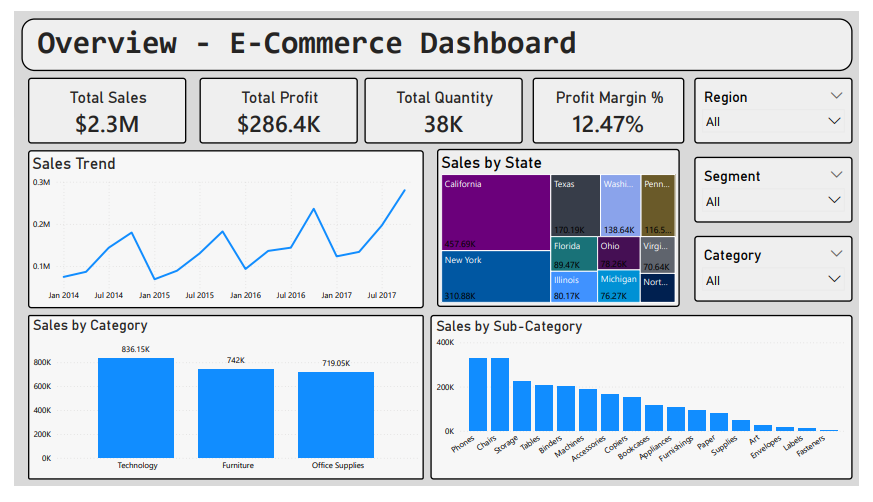 Overview - E-Commerce Dashboard
Total Sales
$2.3M
Total Profit
$286.4K
Total Quantity
38K
Profit Margin %
12.47%
Region
All
Segment
All
Category
All
Sales Trend
0.3M
0.2M
0.1M
Jan 2014 Jul 2014 Jan 2015 Jul 2015 Jan 2016 Jul 2016 Jan 2017 Jul 2017
Sales by State
California
457.69K
New York
310.88K
Texas
170.19K
Washi...
138.64K
Penn...
116.5...
Florida
89.47K
Ohio
78.26K
Virgi...
70.64K
Illinois
80.17K
Michigan
76.27K
Nort...
Sales by Category
800K
600K
400K
200K
0K
836.15K
742K
719.05K
Technology Furniture Office Supplies
Sales by Sub-Category
400K
200K
0K
Phones Chairs Storage Tables Binders Machines Accessories Copiers Bookcases Appliances Furnishings Paper Supplies Art Envelopes Labels Fasteners